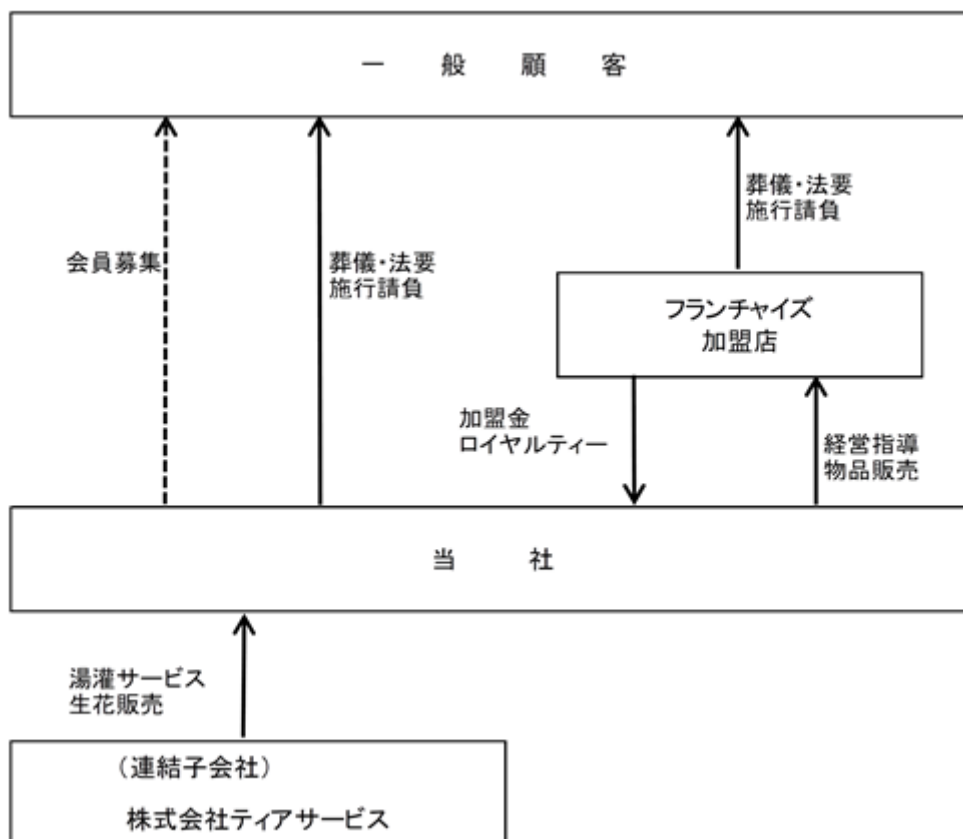 一般顧客
葬儀・法要
施行請負
会員募集
葬儀・法要
施行請負
フランチャイズ
加盟店
加盟金
ロイヤルティー
経営指導
物品販売
当社
湯灌サービス
生花販売
（連結子会社）
株式会社ティアサービス